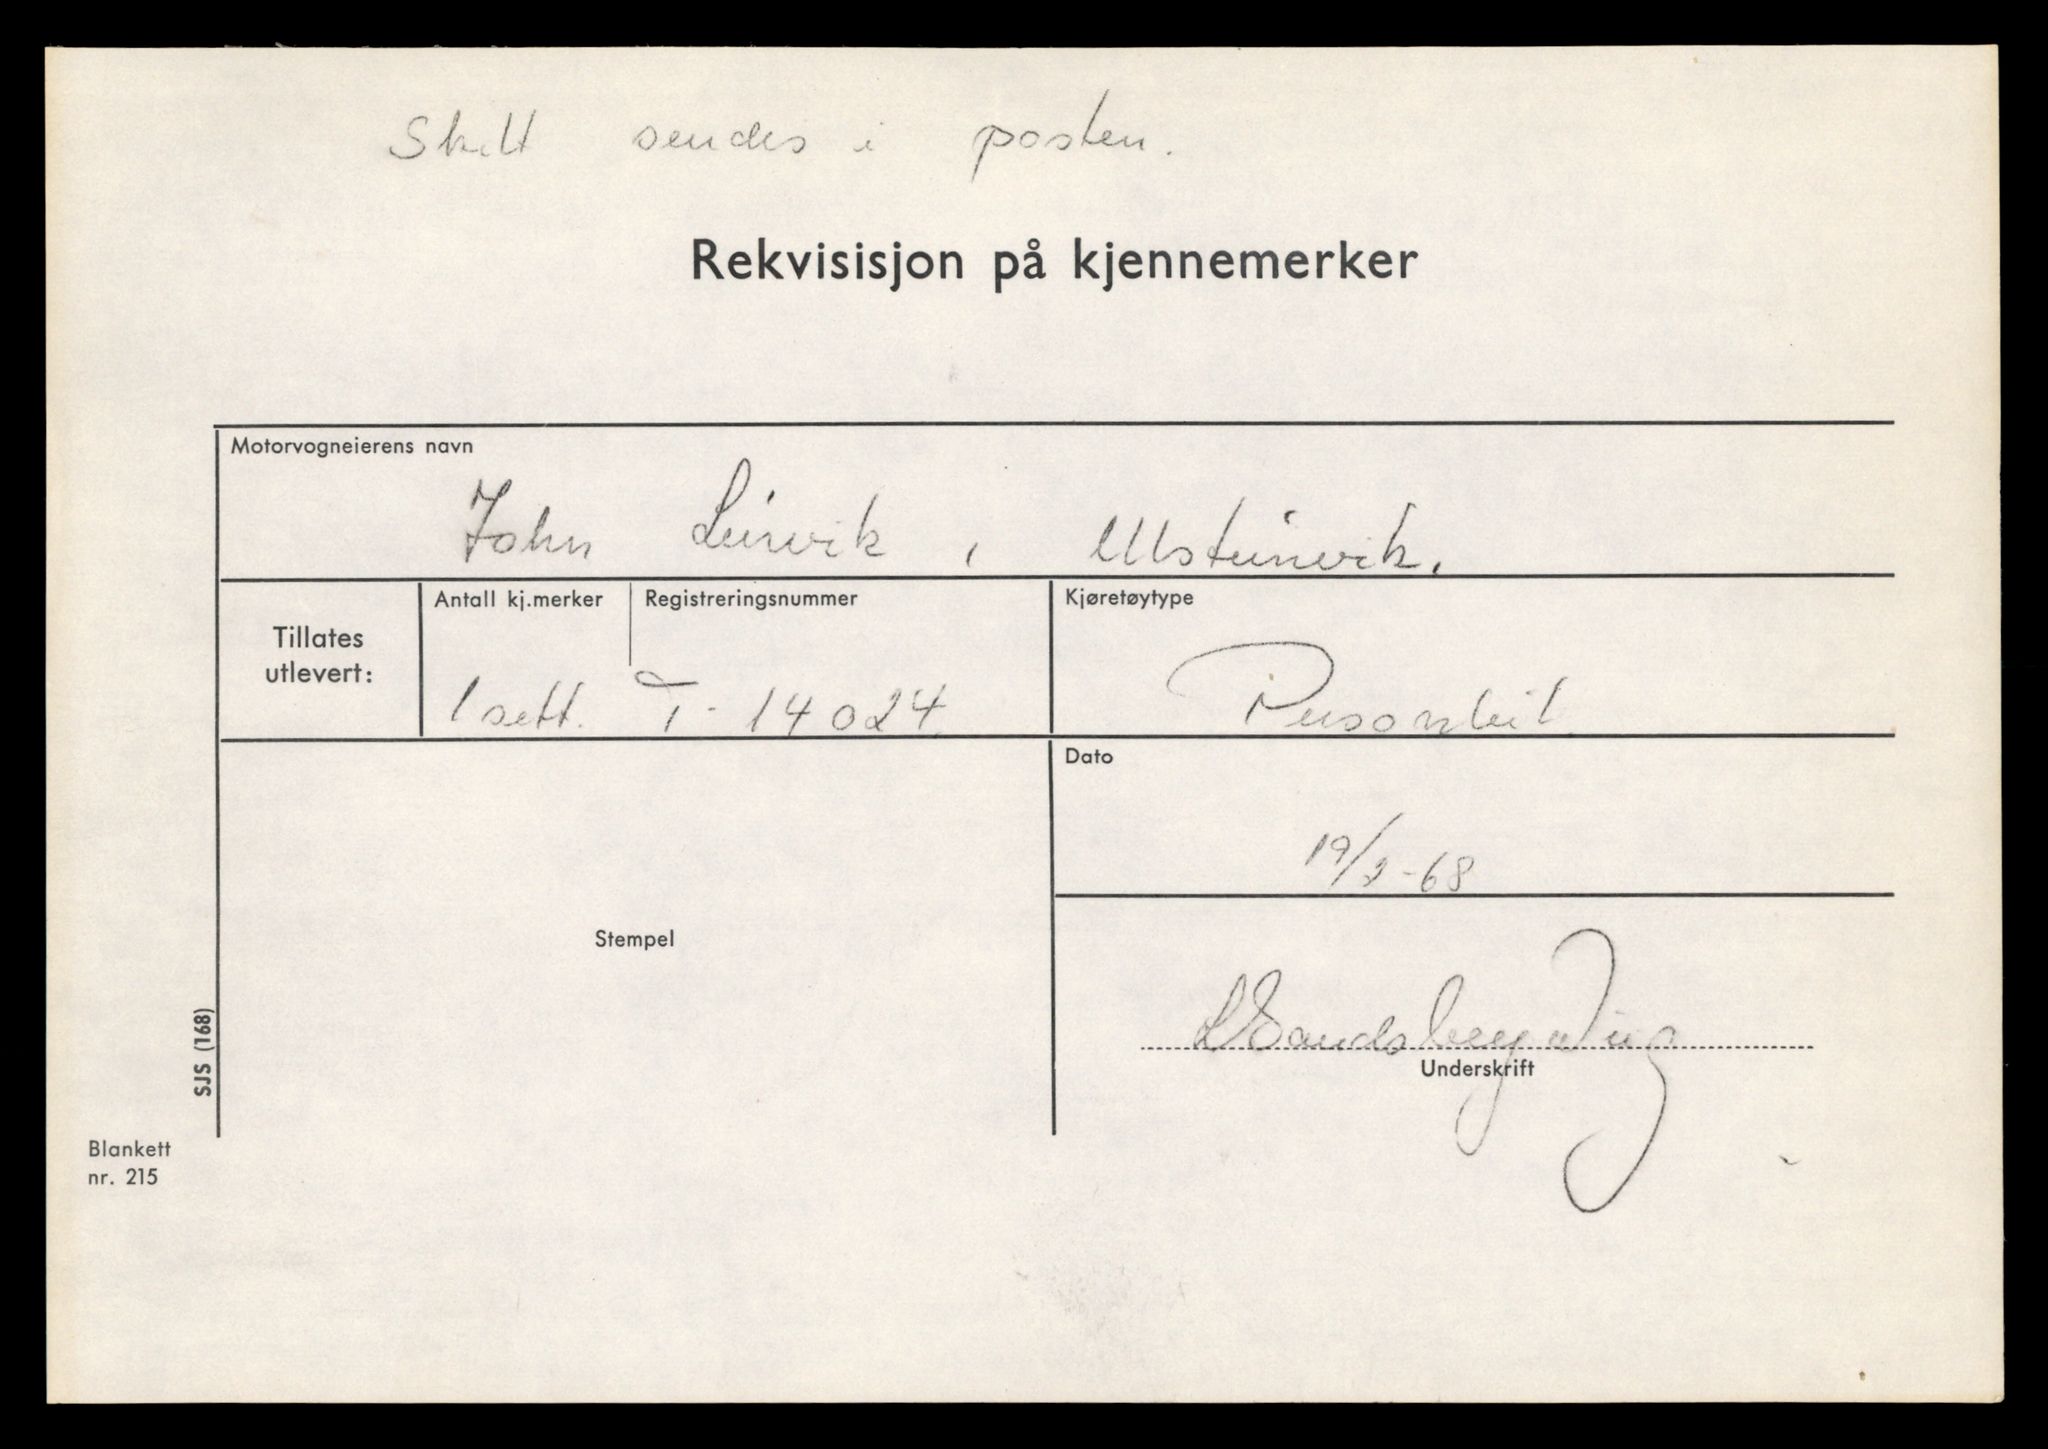 Skilt sendes i posten.
Rekvisisjon på kjennemerker
Motorvogneierens navn
John Leinvik, Ulsteinvik.
Tillates
utlevert:
Antall kj.merker
1 sett.
Registreringsnummer
T-14024
Kjøretøytype
Personbil
Dato
19/2-68
Stempel
Underskrift
SJS (168)
Blankett
nr. 215